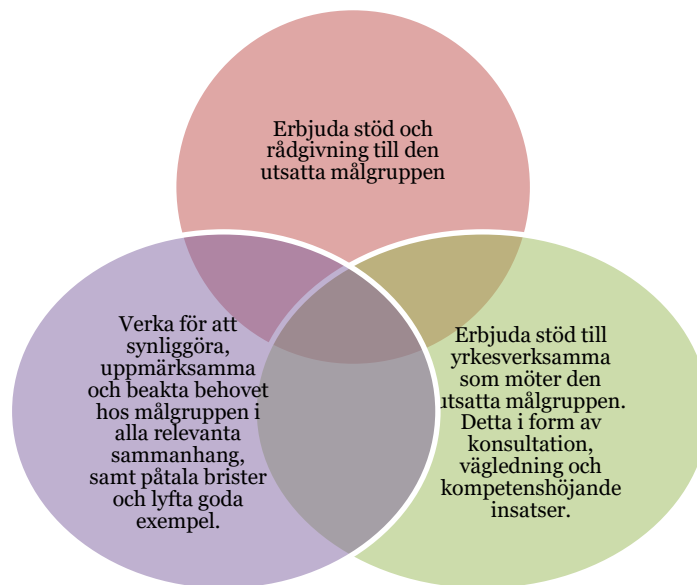 Erbjuda stöd och
rådgivning till den
utsatta målgruppen
Verka för att
synliggöra,
uppmärksamma
och beakta behovet
hos målgruppen i
alla relevanta
sammanhang,
samt påtala brister
och lyfta goda
exempel.
Erbjuda stöd till
yrkesverksamma
som möter den
utsatta målgruppen.
Detta i form av
konsultation,
vägledning och
kompetenshöjande
insatser.